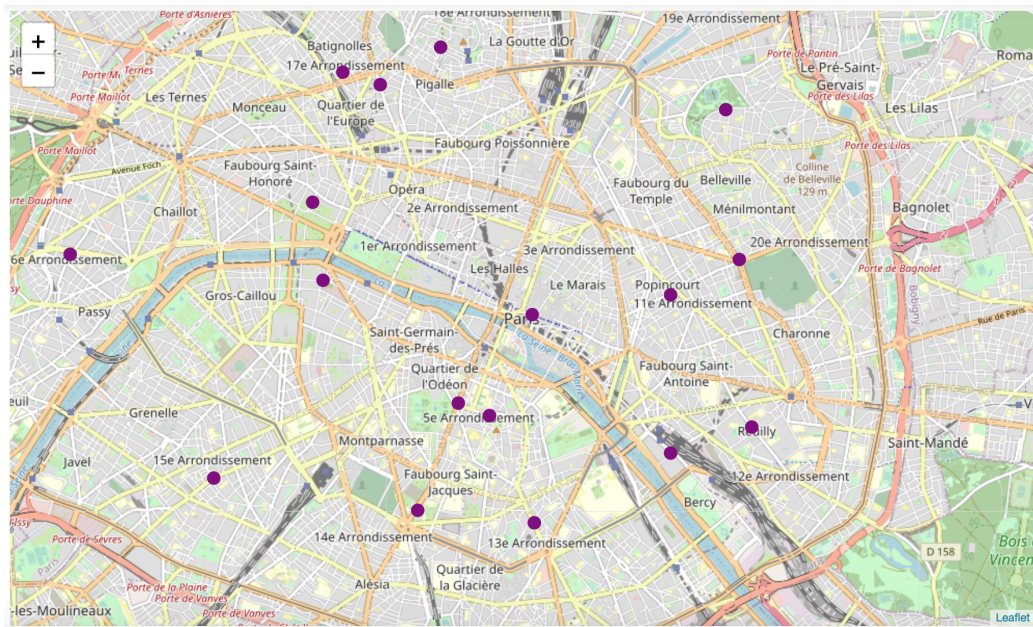 Porte d'Asnières
18e Arrondissement
19e Arrondissement
+
−
Batignolles
La Goutte d'Or
17e Arrondissement
Ternes
Porte Maillot
Les Ternes
Monceau
Quartier de
l'Europe
Pigalle
Porte de Pantin
Le Pré-Saint-
Gervais
Porte des Lilas
Les Lilas
Roma
Porte Maillot
Avenue Foch
Faubourg Poissonnière
Porte des Lilas
Faubourg Saint-
Honoré
Opéra
Colline
de Belleville
129 m
Belleville
Faubourg du
Temple
orte Dauphine
Chaillot
2e Arrondissement
Ménilmontant
Bagnolet
6e Arrondissement
1er Arrondissement
3e Arrondissement
20e Arrondissement
Les Halles
Porte de Bagnolet
Gros-Caillou
Le Marais
Popincourt
11e Arrondissement
Bobigny
Passy
Paris
Rue de Paris
Saint-Germain-
des-Prés
Charonne
Quartier de
l'Odéon
Faubourg Saint-
Antoine
euil
Grenelle
5e Arrondissement
V
Montparnasse
Reuilly
Saint-Mandé
Javel
15e Arrondissement
Faubourg Saint-
Jacques
12e Arrondissement
Bercy
-Issy
Porte de Sèvres
Paris
14e Arrondissement
13e Arrondissement
D 158
Bois d
Vincen
Alésia
Quartier de
la Glacière
Porte de la Plaine
Porte de Vanves
-les-Moulineaux
Porte de Vanves
Leaflet